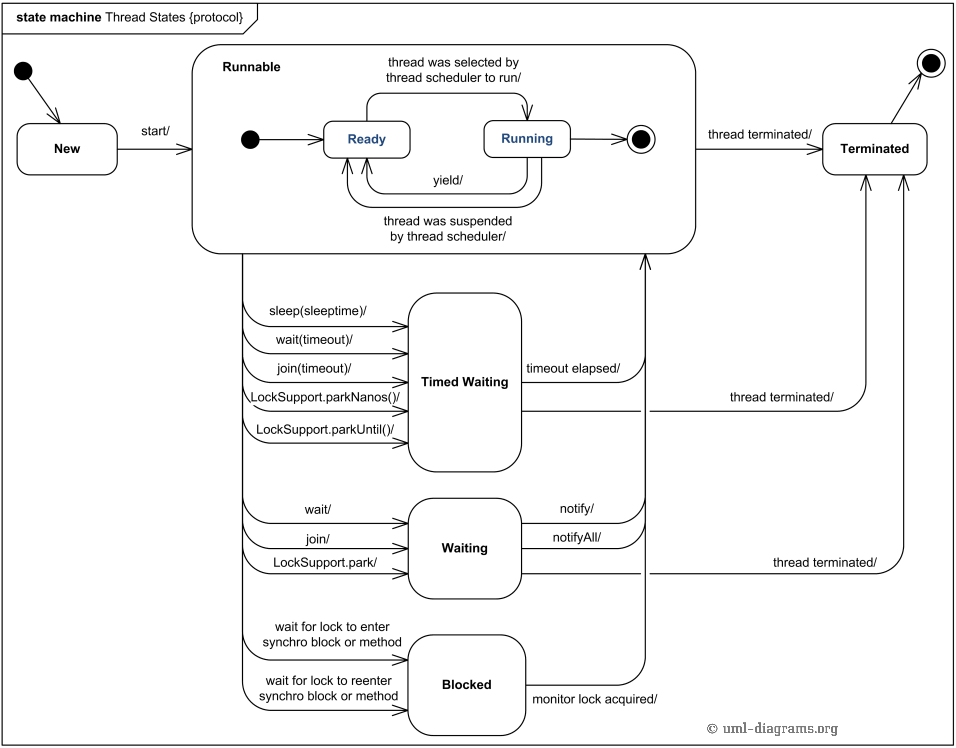 state machine Thread States {protocol}
Runnable
thread was selected by
thread scheduler to run/
New
start/
Ready
Running
thread terminated/
Terminated
yield/
thread was suspended
by thread scheduler/
sleep(sleeptime)/
wait(timeout)/
join(timeout)/
LockSupport.parkNanos()/
LockSupport.parkUntil()/
Timed Waiting
timeout elapsed/
thread terminated/
wait/
join/
LockSupport.park/
Waiting
notify/
notifyAll/
thread terminated/
wait for lock to enter
synchro block or method
wait for lock to reenter
synchro block or method
Blocked
monitor lock acquired/
© uml-diagrams.org